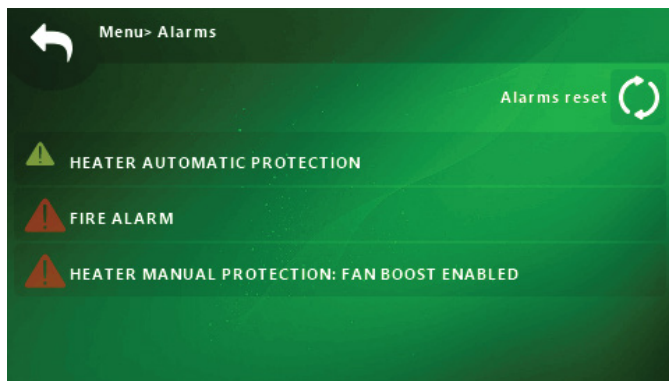 Menu> Alarms
Alarms reset
HEATER AUTOMATIC PROTECTION
FIRE ALARM
HEATER MANUAL PROTECTION: FAN BOOST ENABLED